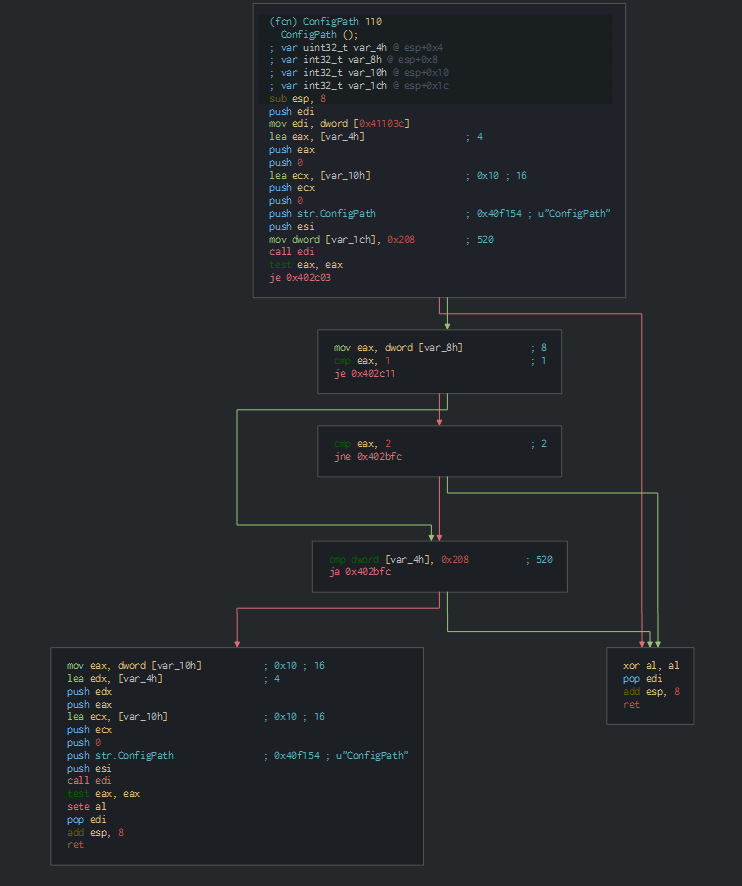 (fcn) ConfigPath 110
ConfigPath ();
; var uint32_t var_4h @ esp+0x4
; var int32_t var_8h @ esp+0x8
; var int32_t var_10h @ esp+0x10
; var int32_t var_1ch @ esp+0x1c
sub esp, 8
push edi
mov edi, dword [0x41103c]
lea eax, [var_4h] ; 4
push eax
push 0
lea ecx, [var_10h] ; 0x10 ; 16
push ecx
push 0
push str.ConfigPath ; 0x40f154 ; u"ConfigPath"
push esi
mov dword [var_1ch], 0x208 ; 520
call edi
test eax, eax
je 0x402c03
mov eax, dword [var_8h] ; 8
cmp eax, 1 ; 1
je 0x402c11
cmp eax, 2 ; 2
jne 0x402bfc
cmp dword [var_4h], 0x208 ; 520
ja 0x402bfc
mov eax, dword [var_10h] ; 0x10 ; 16
lea edx, [var_4h] ; 4
push edx
push eax
lea ecx, [var_10h] ; 0x10 ; 16
push ecx
push 0
push str.ConfigPath ; 0x40f154 ; u"ConfigPath"
push esi
call edi
test eax, eax
sete al
pop edi
add esp, 8
ret
xor al, al
pop edi
add esp, 8
ret